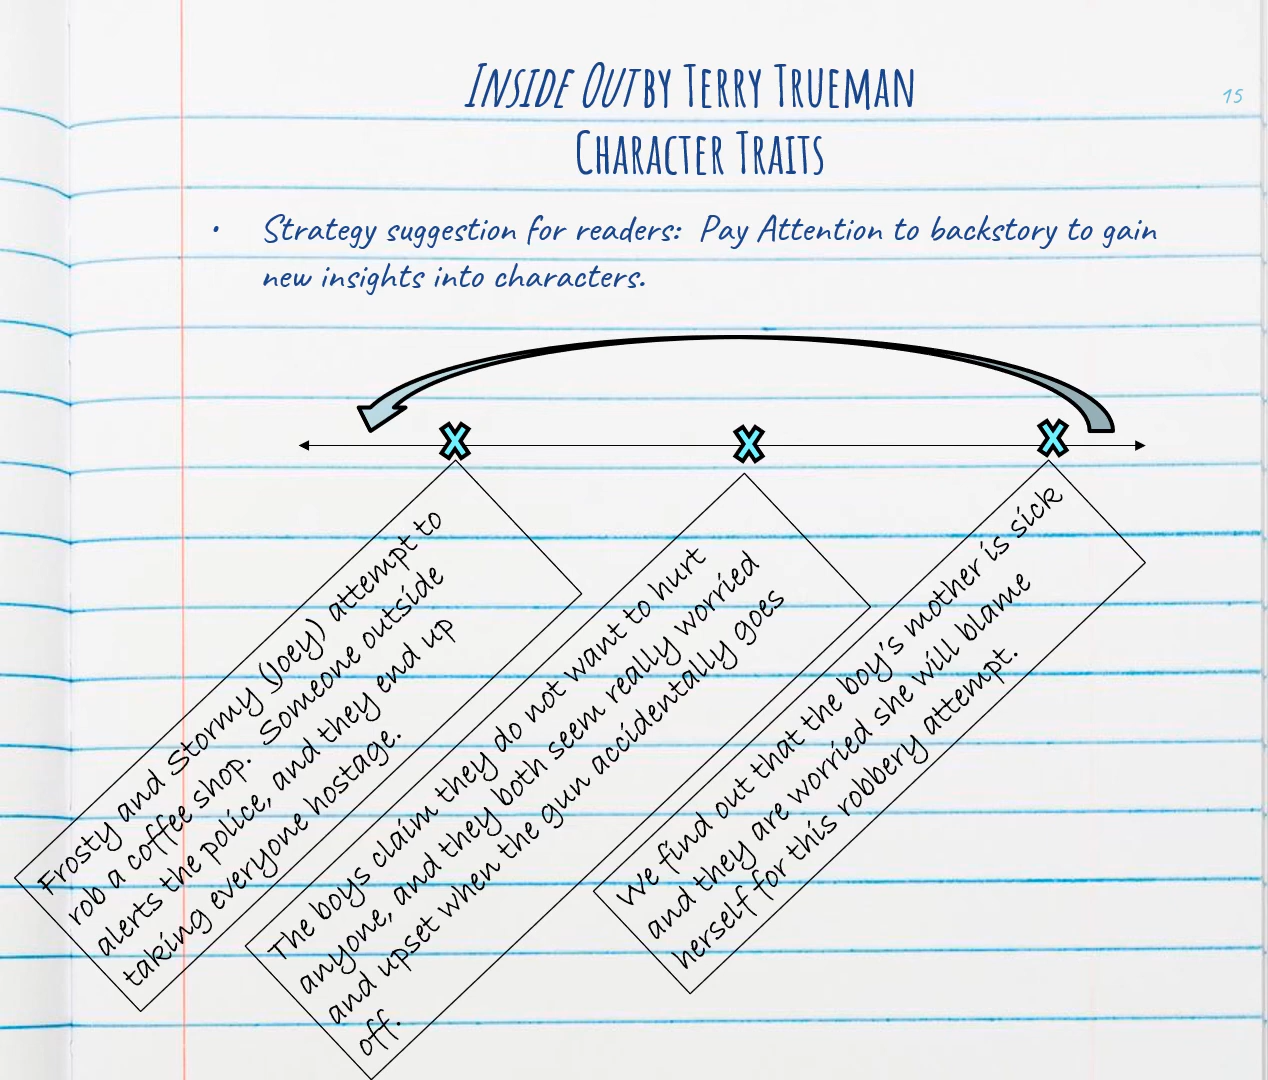 Inside Out by Terry Trueman
15
Character Traits
• Strategy suggestion for readers: Pay Attention to backstory to gain
new insights into characters.
Frosty and Stormy (Joey) attempt to
rob a coffee shop. Someone outside
alerts the police, and they end up
taking everyone hostage.
The boys claim they do not want to hurt
anyone, and they both seem really worried
and upset when the gun accidentally goes
off.
We find out that the boy's mother is sick
and they are worried she will blame
herself for this robbery attempt.